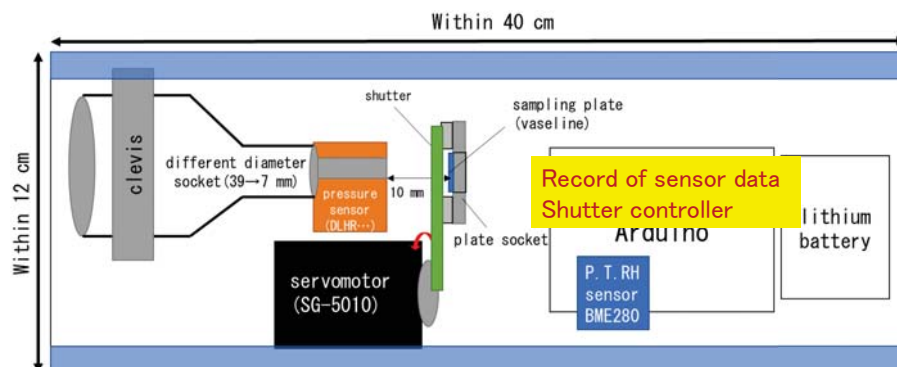 Within 40 cm
Within 12 cm
clevis
different diameter
socket(39→7 mm)
pressure
sensor
(DLHR⋯)
10 mm
shutter
sampling plate
(vaseline)
plate socket
servomotor
(SG-5010)
Record of sensor data
Shutter controller
Arduino
P.T.RH
sensor
BME280
lithium
battery